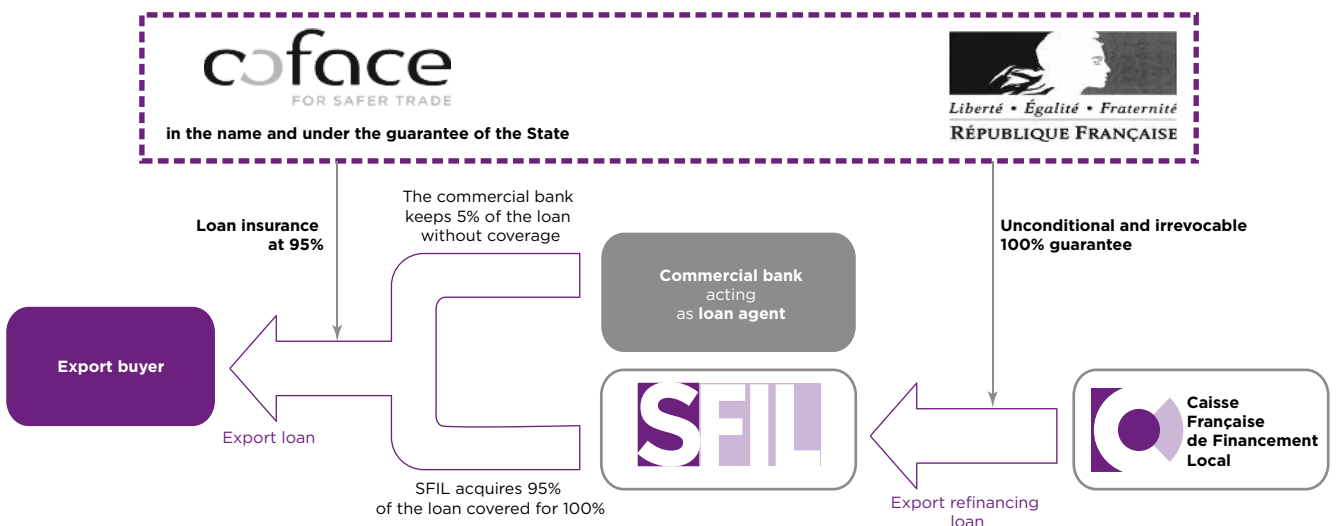 coface
FOR SAFER TRADE
in the name and under the guarantee of the State
Liberté • Égalité • Fraternité
RÉPUBLIQUE FRANÇAISE
Loan insurance
at 95%
The commercial bank
keeps 5% of the loan
without coverage
Unconditional and irrevocable
100% guarantee
Commercial bank
acting
as loan agent
Export buyer
Export loan
SFIL
Caisse
Française
de Financement
Local
SFIL acquires 95%
of the loan covered for 100%
Export refinancing
loan